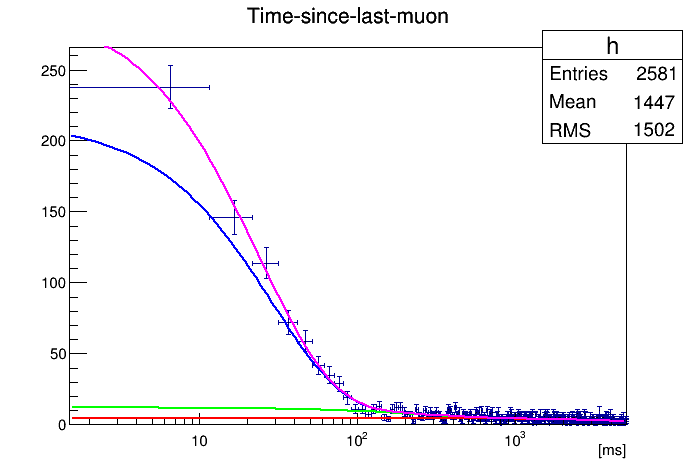 Time-since-last-muon
h
Entries 2581
Mean 1447
RMS 1502
250
200
150
100
50
0
10 10² 10³
[ms]